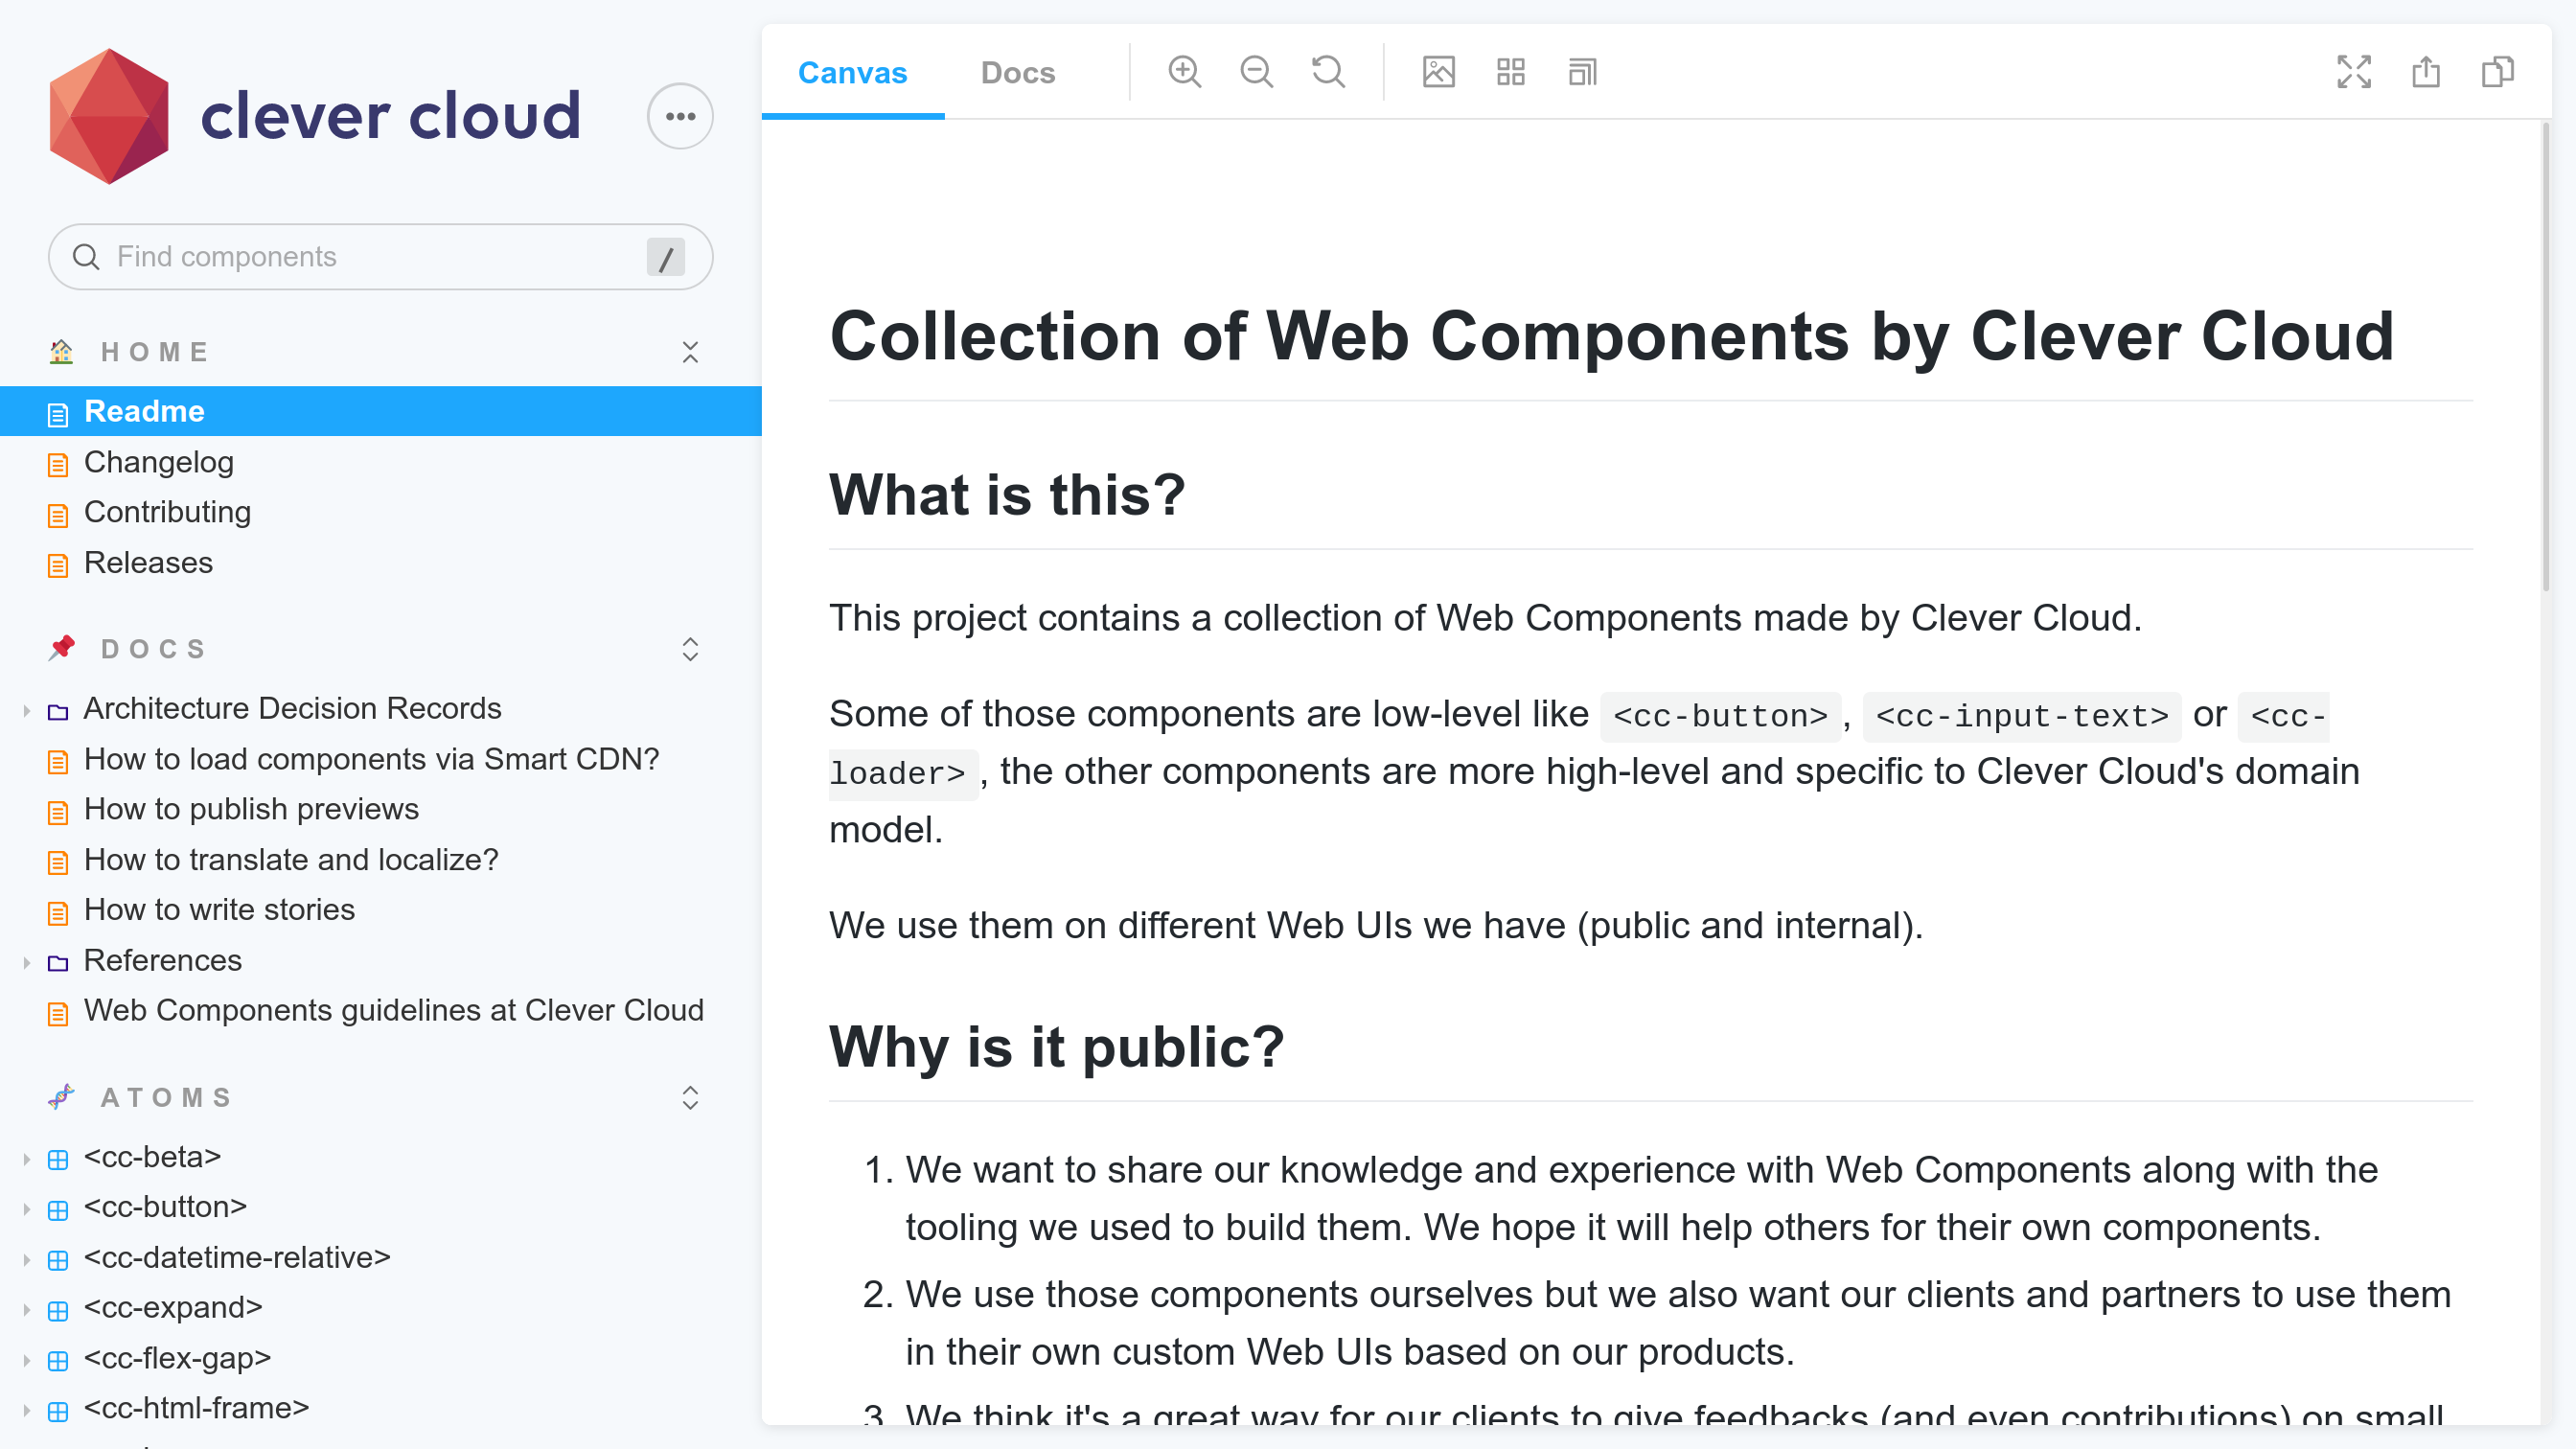 clever cloud
Find components
/
HOME
Readme
Changelog
Contributing
Releases
DOCS
Architecture Decision Records
How to load components via Smart CDN?
How to publish previews
How to translate and localize?
How to write stories
References
Web Components guidelines at Clever Cloud
ATOMS
<cc-beta>
<cc-button>
<cc-datetime-relative>
<cc-expand>
<cc-flex-gap>
<cc-html-frame>
Canvas
Docs
Collection of Web Components by Clever Cloud
What is this?
This project contains a collection of Web Components made by Clever Cloud.
Some of those components are low-level like <cc-button>, <cc-input-text> or <cc-
loader>, the other components are more high-level and specific to Clever Cloud's domain
model.
We use them on different Web UIs we have (public and internal).
Why is it public?
1. We want to share our knowledge and experience with Web Components along with the
tooling we used to build them. We hope it will help others for their own components.
2. We use those components ourselves but we also want our clients and partners to use them
in their own custom Web UIs based on our products.
3. We think it's a great way for our clients to give feedbacks (and even contributions) on small